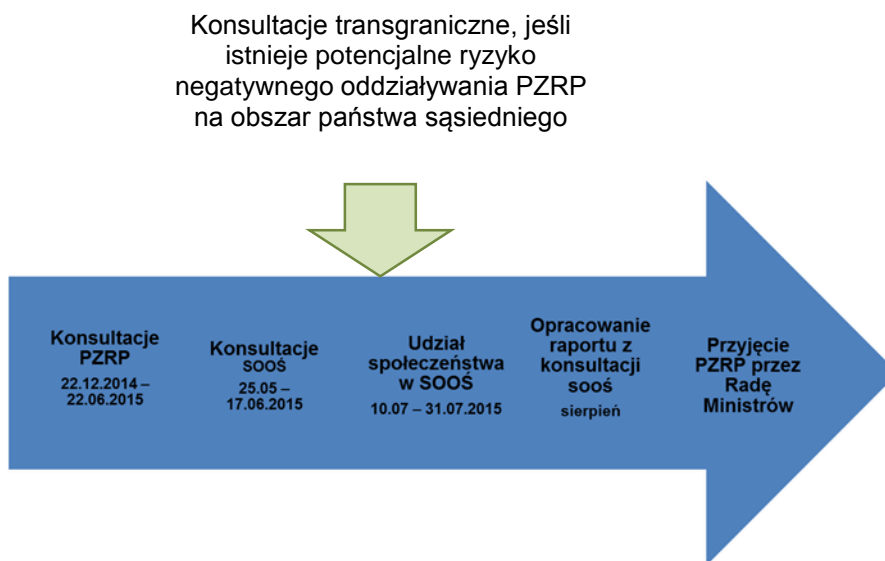 Konsultacje transgraniczne, jeśli
istnieje potencjalne ryzyko
negatywnego oddziaływania PZRP
na obszar państwa sąsiedniego
Konsultacje
PZRP
22.12.2014 –
22.06.2015
Konsultacje
SOOŚ
25.05 –
17.06.2015
Udział
społeczeństwa
w SOOŚ
10.07 – 31.07.2015
Opracowanie
raportu z
konsultacji
sooś
sierpień
Przyjęcie
PZRP przez
Radę
Ministrów